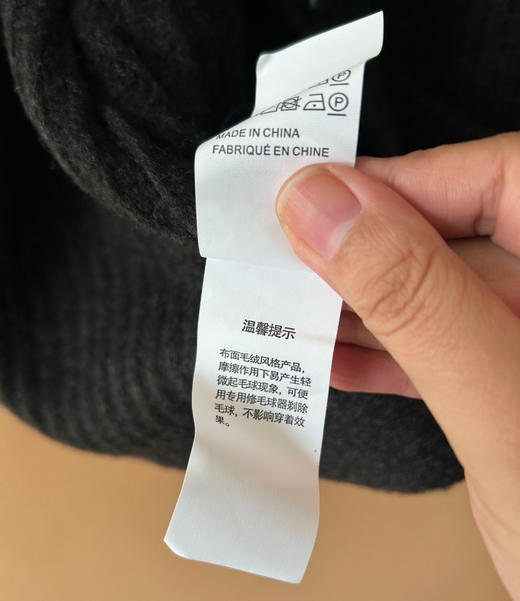 MADE IN CHINA
FABRIQUÉ EN CHINE
温馨提示
布面毛绒风格产品，
摩擦作用下易产生轻
微起毛球现象，可使
用专用修毛球器剃除
毛球，不影响穿着效
果。